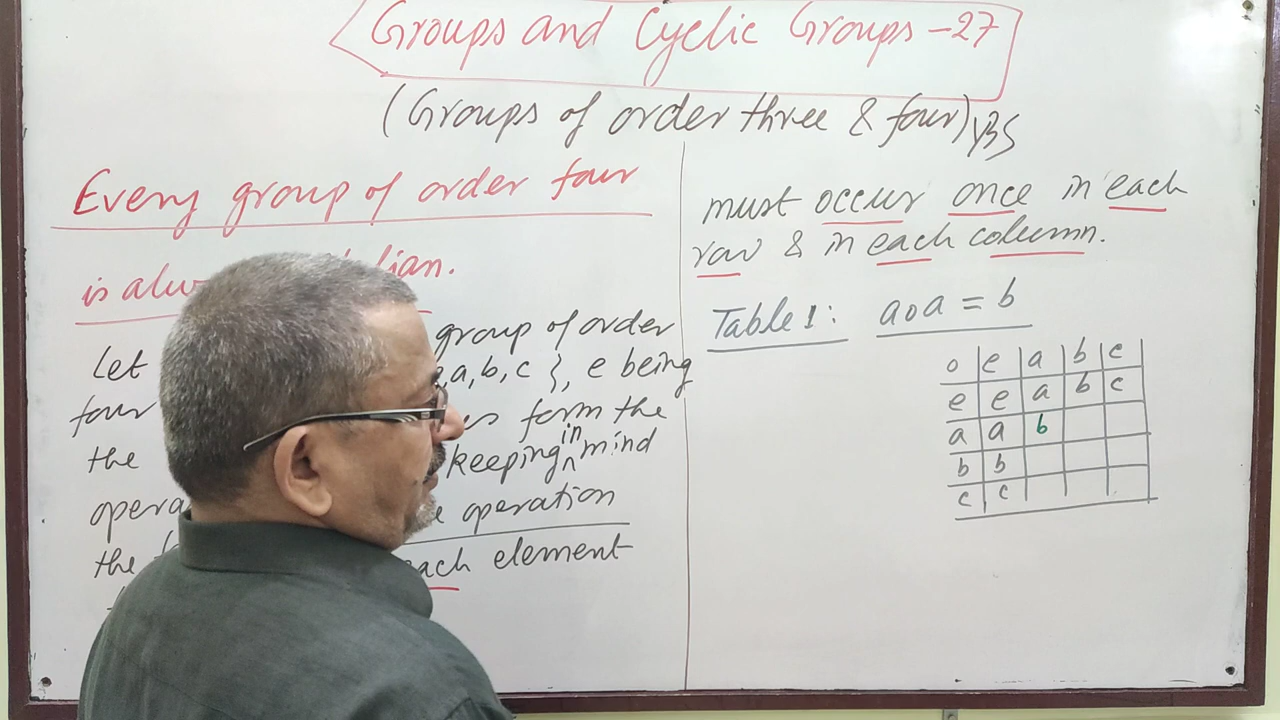 Groups and Cyclic Groups -27
(Groups of order three & four) YBS
Every group of order four
is alw lian.
Let group of order
four ,a,b,c }, e being
the es form the
opera keeping in mind
the e operation
each element
must occur once in each
row & in each column.
Table 1: aoa = b
o e a b c
e e a b c
a a b
b b
c c